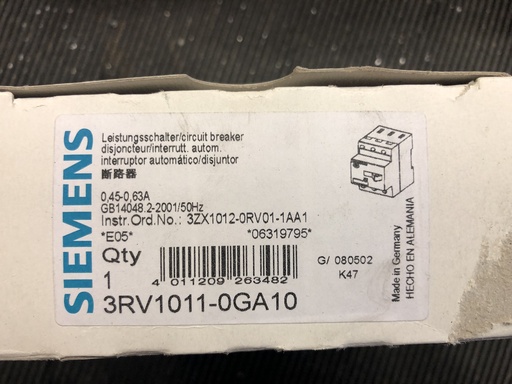 SIEMENS
Leistungsschalter/circuit breaker
disjoncteur/interrutt. autom.
interruptor automático/disjuntor
断路器
0,45-0,63A
GB14048.2-2001/50Hz
Instr.Ord.No.: 3ZX1012-0RV01-1AA1
*E05* *06319795*
Qty
1
4 011209 263482
G/ 080502
K47
3RV1011-0GA10
Made in Germany
HECHO EN ALEMANIA